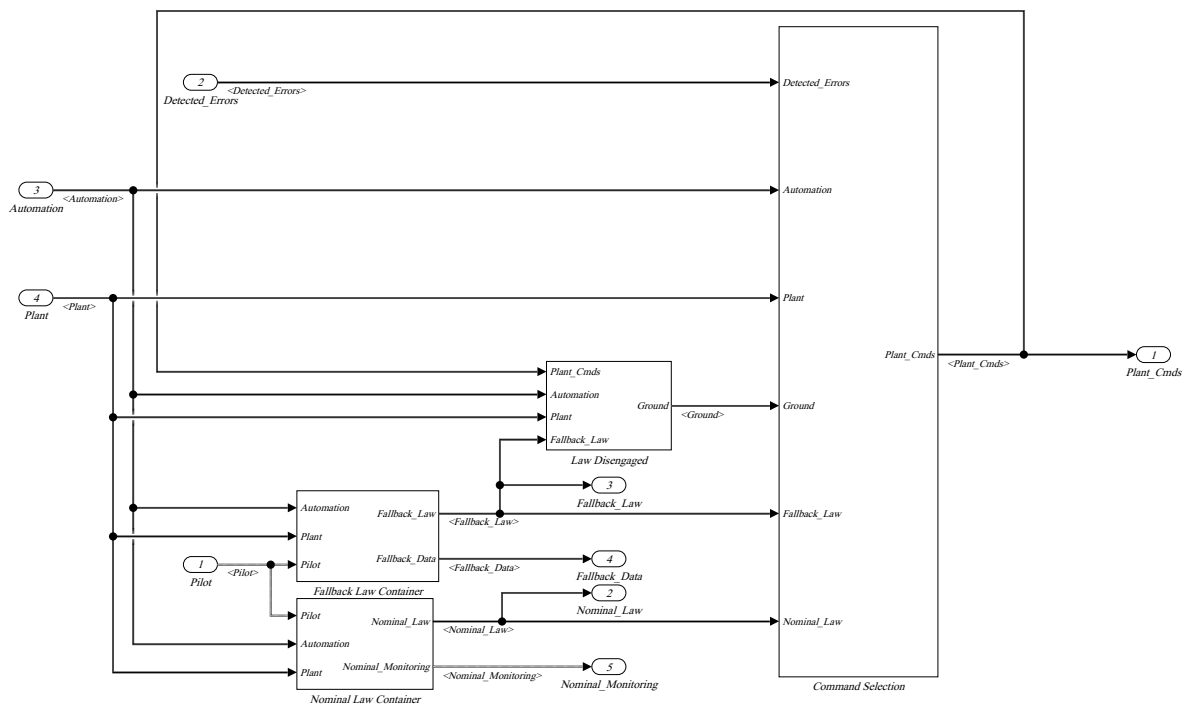 2
<Detected_Errors>
Detected_Errors
Detected_Errors
3
<Automation>
Automation
Automation
4
<Plant>
Plant
Plant
Plant_Cmds
<Plant_Cmds>
1
Plant_Cmds
Plant_Cmds
Automation
Plant
Fallback_Law
Ground
<Ground>
Ground
Law Disengaged
3
Fallback_Law
Automation
Plant
Pilot
Fallback_Law
<Fallback_Law>
Fallback_Law
Fallback_Data
<Fallback_Data>
4
Fallback_Data
1
<Pilot>
Pilot
Fallback Law Container
2
Nominal_Law
Pilot
Automation
Plant
Nominal_Law
<Nominal_Law>
Nominal_Law
Nominal_Monitoring
<Nominal_Monitoring>
5
Nominal_Monitoring
Nominal Law Container
Command Selection